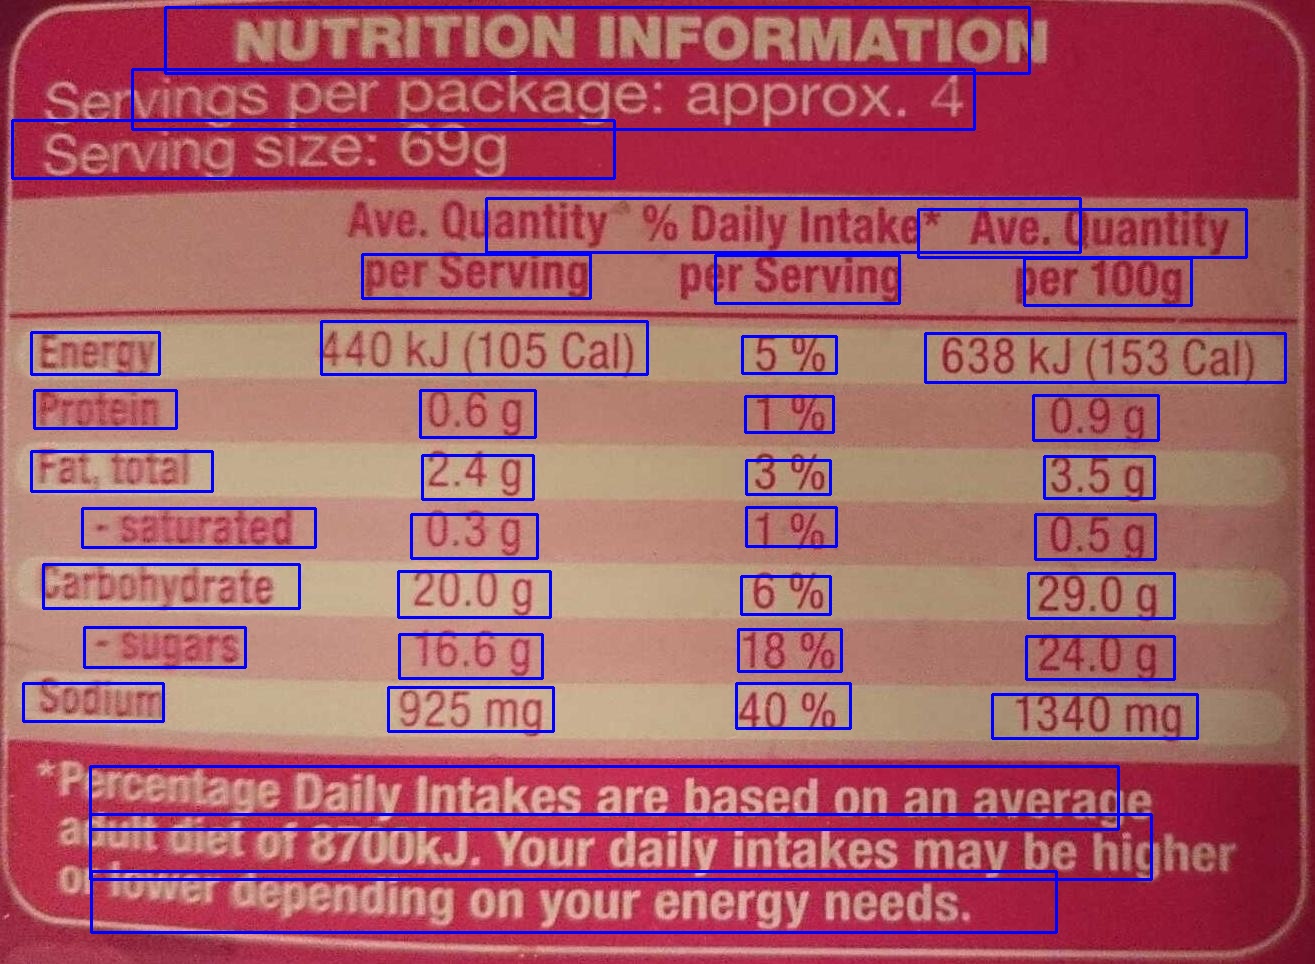 NUTRITION INFORMATION
Servings per package: approx. 4
Serving size: 69g
Ave. Quantity % Daily Intake* Ave. Quantity
per Serving per Serving per 100g
Energy 440 kJ (105 Cal) 5 % 638 kJ (153 Cal)
Protein 0.6 g 1 % 0.9 g
Fat, total 2.4 g 3 % 3.5 g
- saturated 0.3 g 1 % 0.5 g
Carbohydrate 20.0 g 6 % 29.0 g
- sugars 16.6 g 18 % 24.0 g
Sodium 925 mg 40 % 1340 mg
*Percentage Daily Intakes are based on an average
adult diet of 8700kJ. Your daily intakes may be higher
or lower depending on your energy needs.